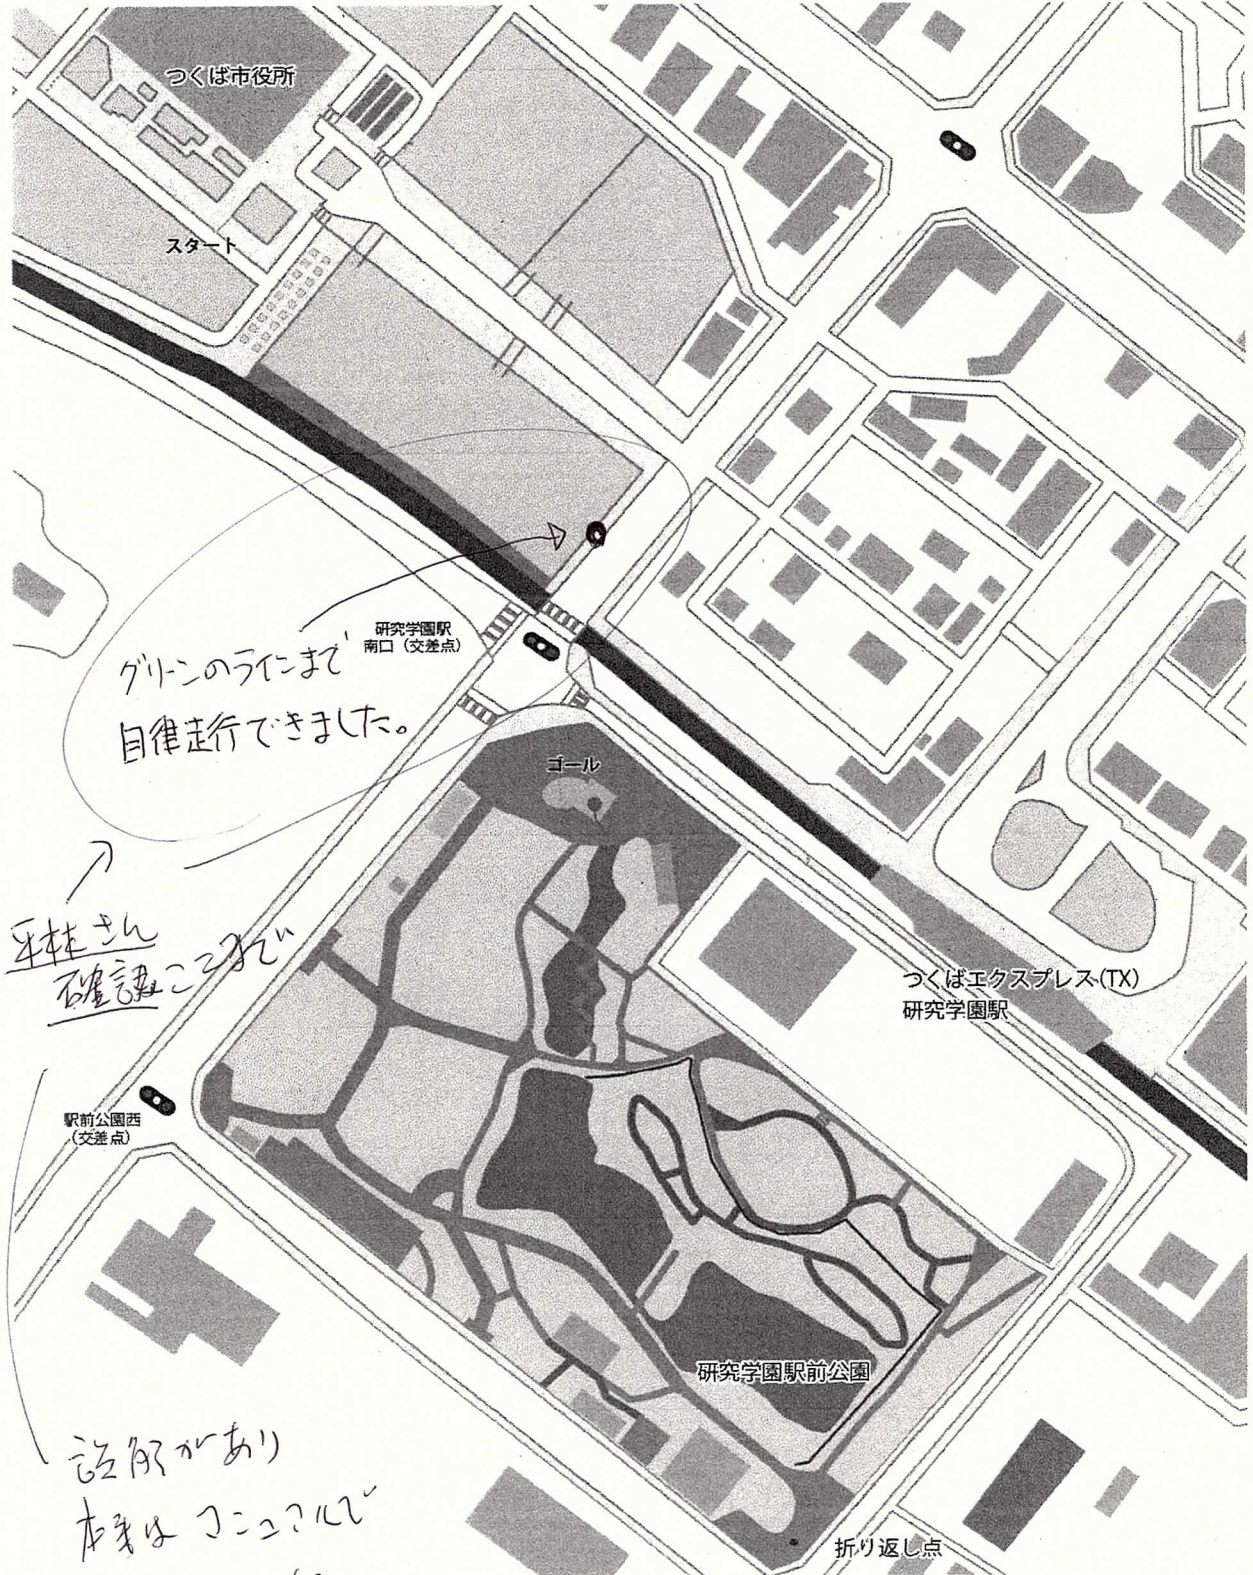 つくば市役所
スタート
研究学園駅
南口（交差点）
グリーンのラインまで
自律走行できました。
ゴール
平林さん
確認ここまで
つくばエクスプレス(TX)
研究学園駅
駅前公園西
（交差点）
研究学園駅前公園
誤解があり
本来はマニュアルで
折り返し点